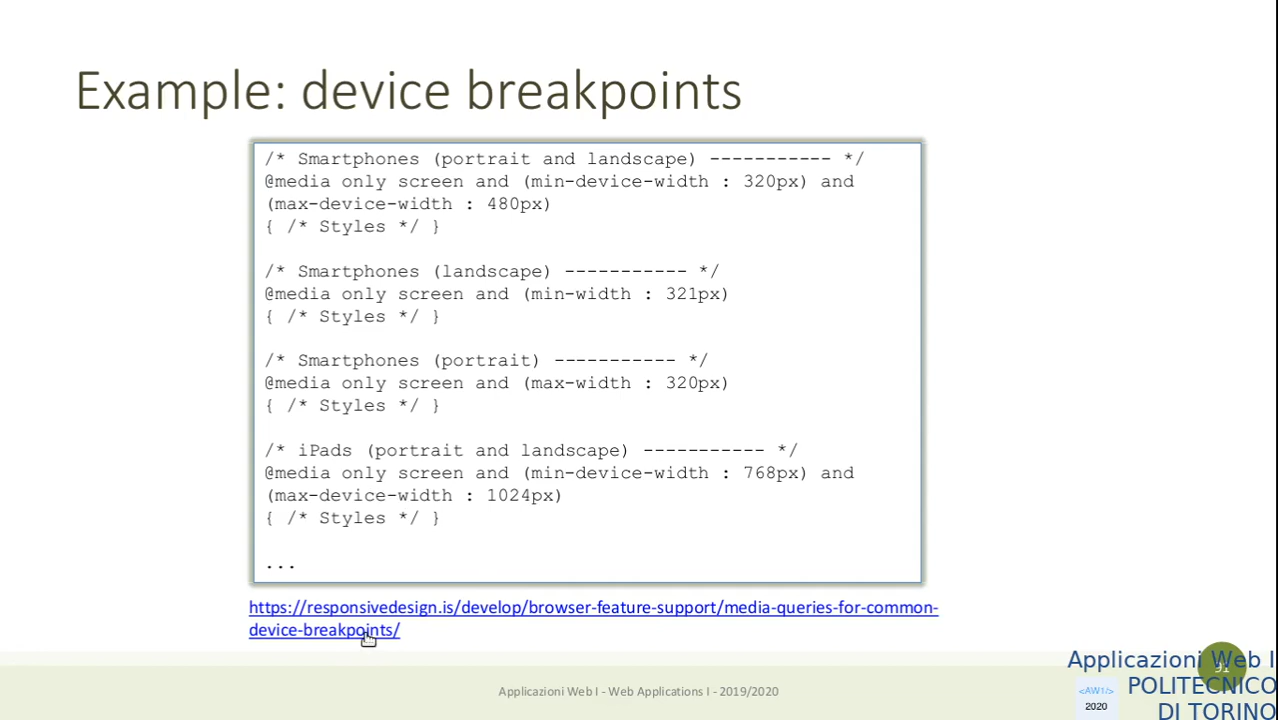 Example: device breakpoints
/* Smartphones (portrait and landscape) ----------- */
@media only screen and (min-device-width : 320px) and
(max-device-width : 480px)
{ /* Styles */ }
/* Smartphones (landscape) ----------- */
@media only screen and (min-width : 321px)
{ /* Styles */ }
/* Smartphones (portrait) ----------- */
@media only screen and (max-width : 320px)
{ /* Styles */ }
/* iPads (portrait and landscape) ----------- */
@media only screen and (min-device-width : 768px) and
(max-device-width : 1024px)
{ /* Styles */ }
...
https://responsivedesign.is/develop/browser-feature-support/media-queries-for-common-
device-breakpoints/
Applicazioni Web I - Web Applications I - 2019/2020
<AW1/>
2020
Applicazioni Web I
POLITECNICO
DI TORINO